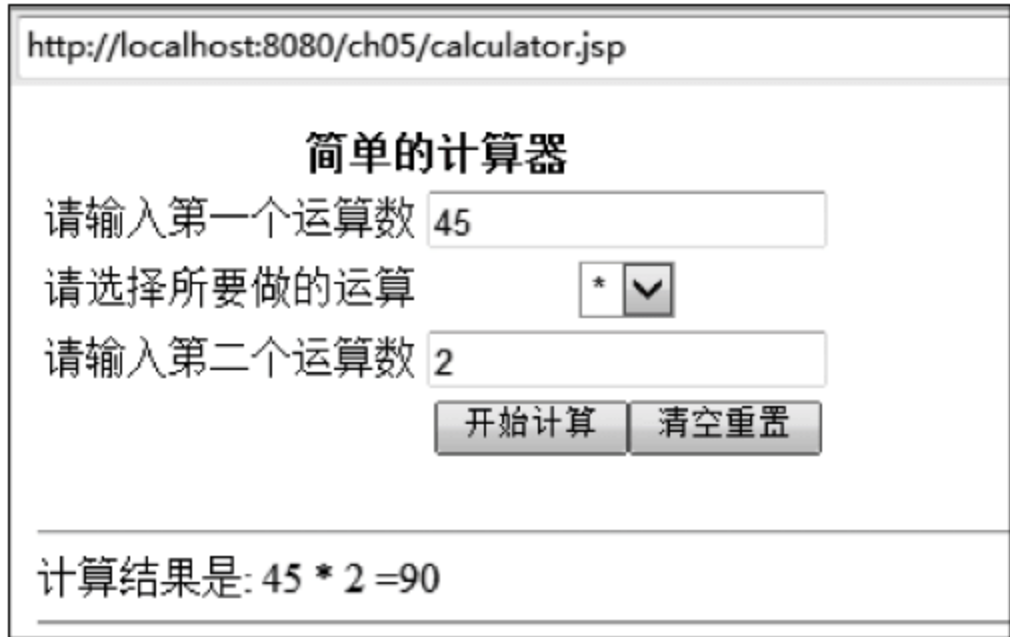 http://localhost:8080/ch05/calculator.jsp
简单的计算器
请输入第一个运算数 45
请选择所要做的运算 *
请输入第二个运算数 2
开始计算 清空重置
计算结果是: 45 * 2 =90